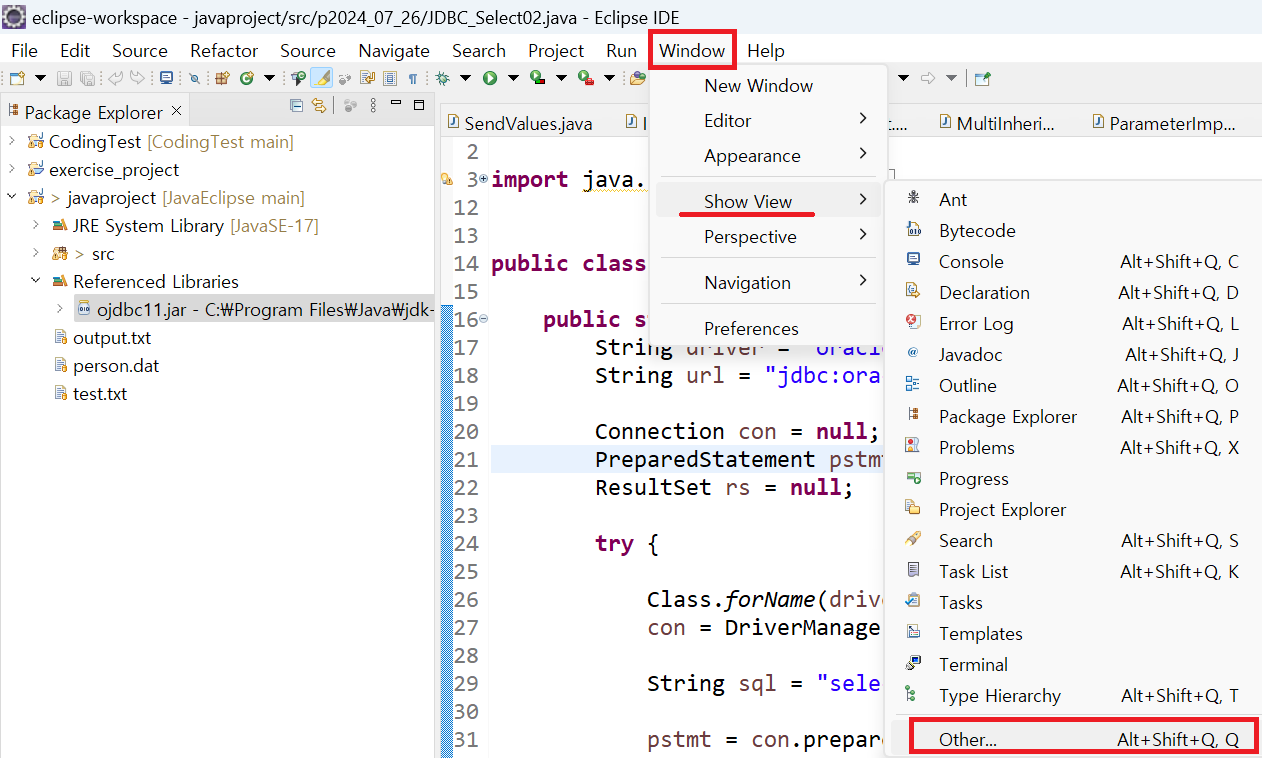 eclipse-workspace - javaproject/src/p2024_07_26/JDBC_Select02.java - Eclipse IDE
File Edit Source Refactor Source Navigate Search Project Run Window Help
Package Explorer
CodingTest [CodingTest main]
exercise_project
> javaproject [JavaEclipse main]
JRE System Library [JavaSE-17]
> src
Referenced Libraries
ojdbc11.jar - C:₩Program Files₩Java₩jdk-
output.txt
person.dat
test.txt
SendValues.java
MultiInheri...
ParameterImp...
2
3 import java.
12
13
14 public class
15
16 public s
17 String driver = "oracl
18 String url = "jdbc:ora
19
20 Connection con = null;
21 PreparedStatement pstm
22 ResultSet rs = null;
23
24 try {
25
26 Class.forName(driv
27 con = DriverManage
28
29 String sql = "sele
30
31 pstmt = con.prepar
New Window
Editor
Appearance
Show View
Perspective
Navigation
Preferences
Ant
Bytecode
Console Alt+Shift+Q, C
Declaration Alt+Shift+Q, D
Error Log Alt+Shift+Q, L
Javadoc Alt+Shift+Q, J
Outline Alt+Shift+Q, O
Package Explorer Alt+Shift+Q, P
Problems Alt+Shift+Q, X
Progress
Project Explorer
Search Alt+Shift+Q, S
Task List Alt+Shift+Q, K
Tasks
Templates
Terminal
Type Hierarchy Alt+Shift+Q, T
Other... Alt+Shift+Q, Q